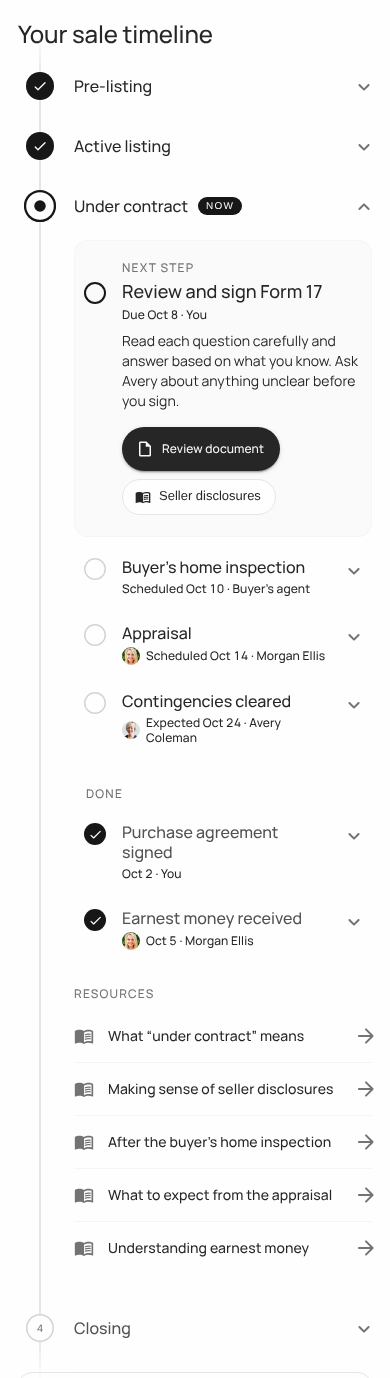 Your sale timeline
Pre-listing
Active listing
Under contract NOW
NEXT STEP
Review and sign Form 17
Due Oct 8 · You
Read each question carefully and
answer based on what you know. Ask
Avery about anything unclear before
you sign.
Review document
Seller disclosures
Buyer’s home inspection
Scheduled Oct 10 · Buyer’s agent
Appraisal
Scheduled Oct 14 · Morgan Ellis
Contingencies cleared
Expected Oct 24 · Avery
Coleman
DONE
Purchase agreement
signed
Oct 2 · You
Earnest money received
Oct 5 · Morgan Ellis
RESOURCES
What “under contract” means
Making sense of seller disclosures
After the buyer’s home inspection
What to expect from the appraisal
Understanding earnest money
4 Closing